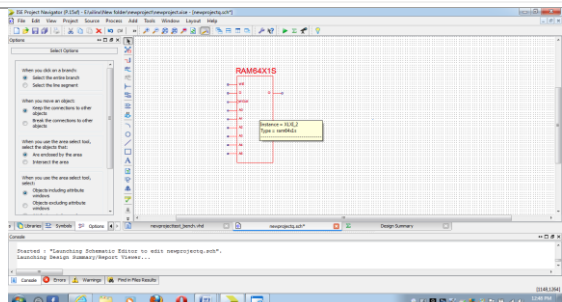 ISE Project Navigator (P.15xf) - E:\xilinx\New folder\newproject\newproject.xise - [newprojectq.sch*]
File Edit View Project Source Process Add Tools Window Layout Help
Options
Select Options
When you click on a branch:
Select the entire branch
Select the line segment
When you move an object:
Keep the connections to other
objects
Break the connections to other
objects
When you use the area select tool,
select the objects that:
Are enclosed by the area
Intersect the area
When you use the area select tool,
select:
Objects including attribute
windows
Objects excluding attribute
windows
RAM64X1S
Type : ram64x1s
Libraries Symbols Options
newprojectq.sch*
Design Summary
Console
Started : "Launching Schematic Editor to edit newprojectq.sch".
Launching Design Summary/Report Viewer...
Console Errors Warnings Find in Files Results
[1148,1264]
12:48 PM